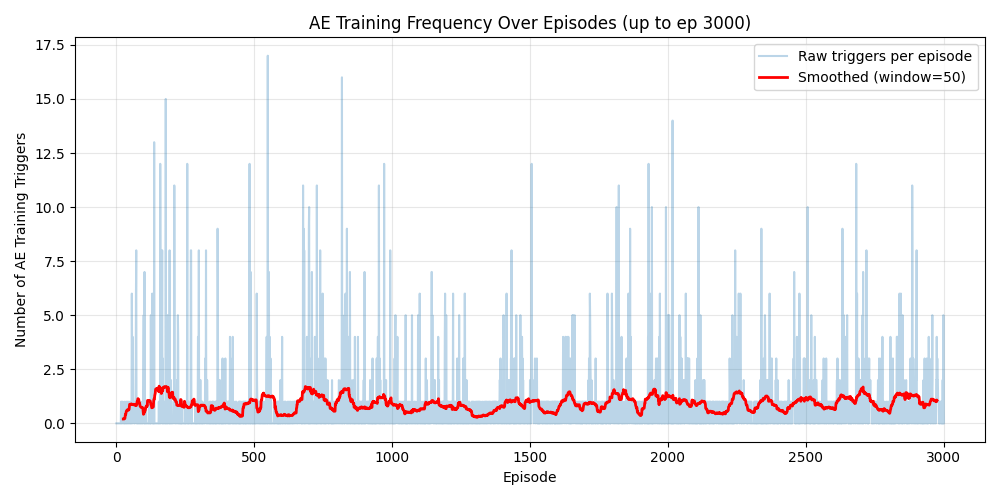 AE Training Frequency Over Episodes (up to ep 3000)
Raw triggers per episode
Smoothed (window=50)
Number of AE Training Triggers
17.5
15.0
12.5
10.0
7.5
5.0
2.5
0.0
0 500 1000 1500 2000 2500 3000
Episode